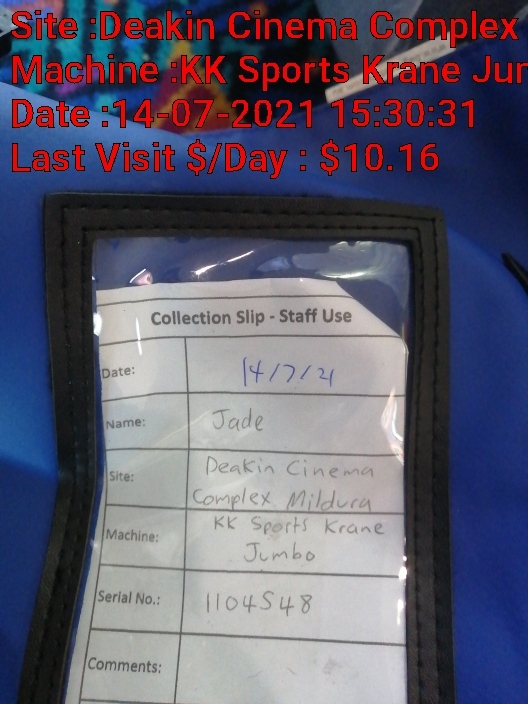 Site :Deakin Cinema Complex
Machine :KK Sports Krane Jum
Date :14-07-2021 15:30:31
Last Visit $/Day : $10.16
Collection Slip - Staff Use
Date: 14/7/21
Name: Jade
Site: Deakin Cinema
Complex Mildura
Machine: KK Sports Krane
Jumbo
Serial No.: 1104548
Comments: